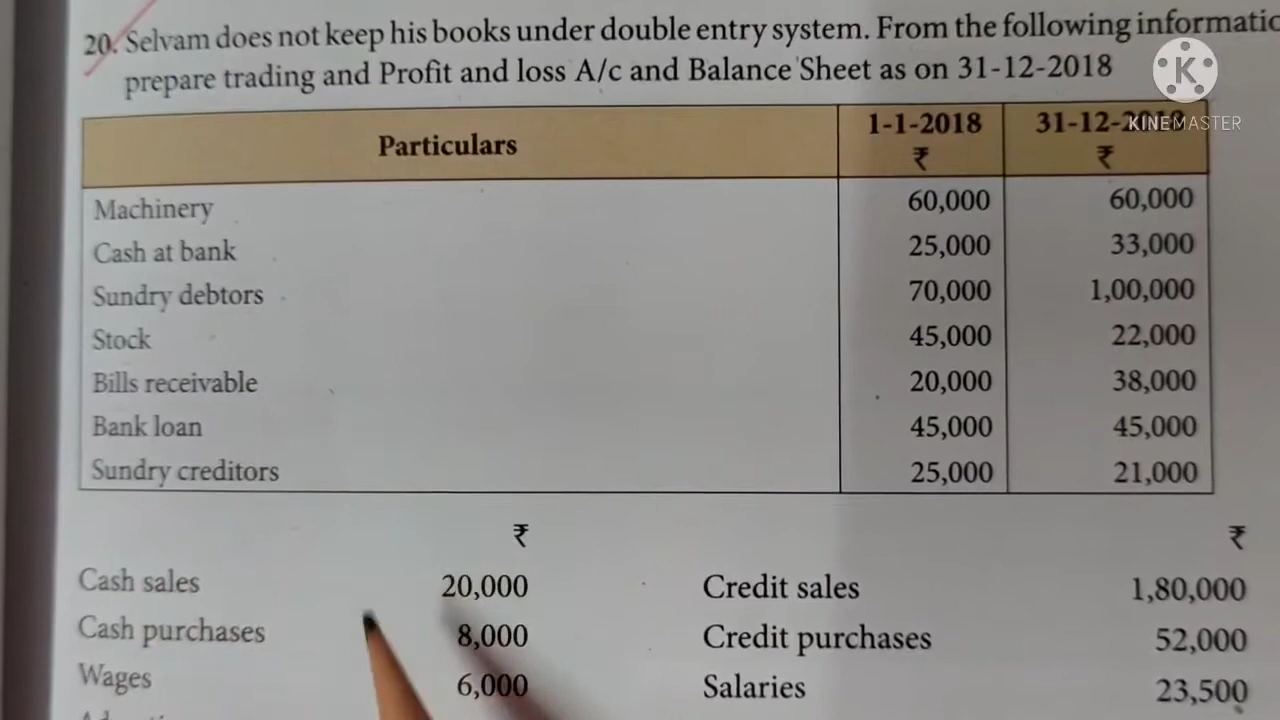 20. Selvam does not keep his books under double entry system. From the following informatio
prepare trading and Profit and loss A/c and Balance Sheet as on 31-12-2018
K
KINEMASTER
Particulars 1-1-2018 31-12-
₹ ₹
Machinery 60,000 60,000
Cash at bank 25,000 33,000
Sundry debtors 70,000 1,00,000
Stock 45,000 22,000
Bills receivable 20,000 38,000
Bank loan 45,000 45,000
Sundry creditors 25,000 21,000
₹ ₹
Cash sales 20,000 Credit sales 1,80,000
Cash purchases 8,000 Credit purchases 52,000
Wages 6,000 Salaries 23,500